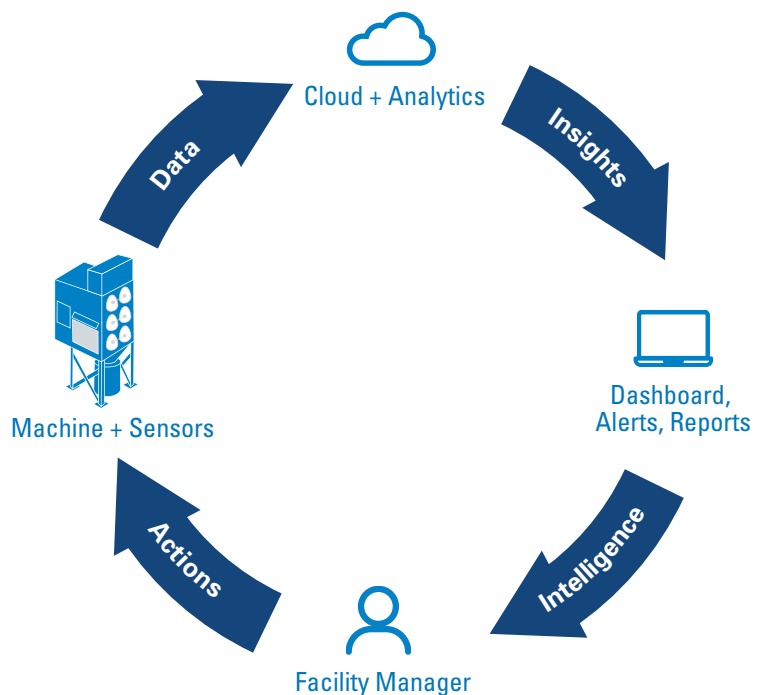 Cloud + Analytics
Insights
Dashboard,
Alerts, Reports
Intelligence
Facility Manager
Actions
Machine + Sensors
Data